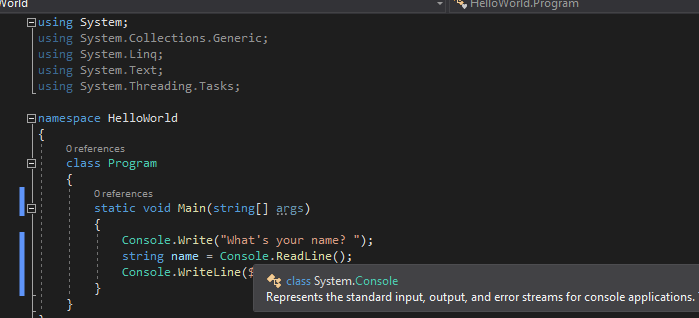 World
HelloWorld.Program
using System;
using System.Collections.Generic;
using System.Linq;
using System.Text;
using System.Threading.Tasks;
namespace HelloWorld
{
0 references
class Program
{
0 references
static void Main(string[] args)
{
Console.Write("What's your name? ");
string name = Console.ReadLine();
Console.WriteLine($
class System.Console
Represents the standard input, output, and error streams for console applications.
}
}